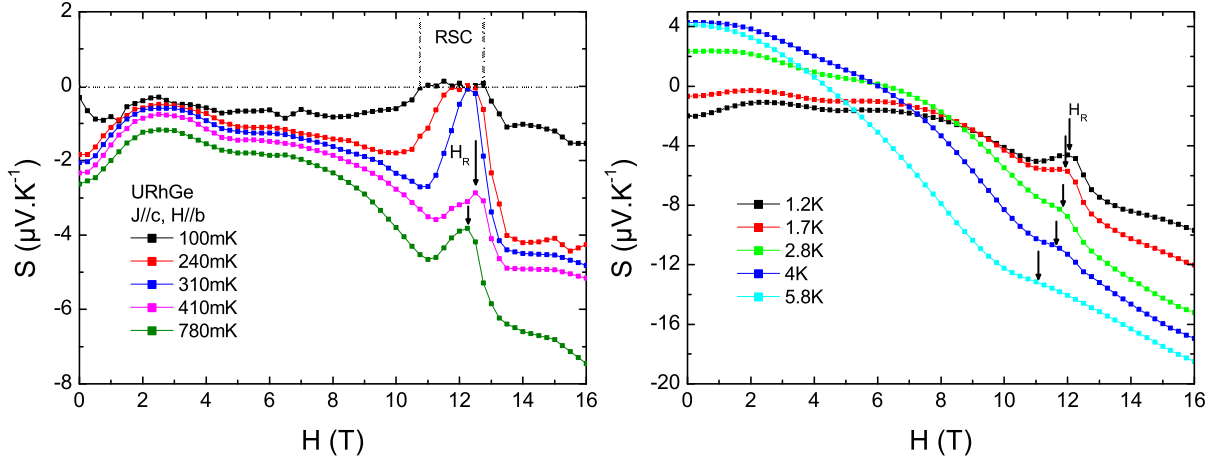 2
0
-2
-4
-6
-8
S (μV.K⁻¹)
0 2 4 6 8 10 12 14 16
H (T)
RSC
H_R
URhGe
J//c, H//b
100mK
240mK
310mK
410mK
780mK
4
0
-4
-8
-12
-16
-20
S (μV.K⁻¹)
0 2 4 6 8 10 12 14 16
H (T)
H_R
1.2K
1.7K
2.8K
4K
5.8K